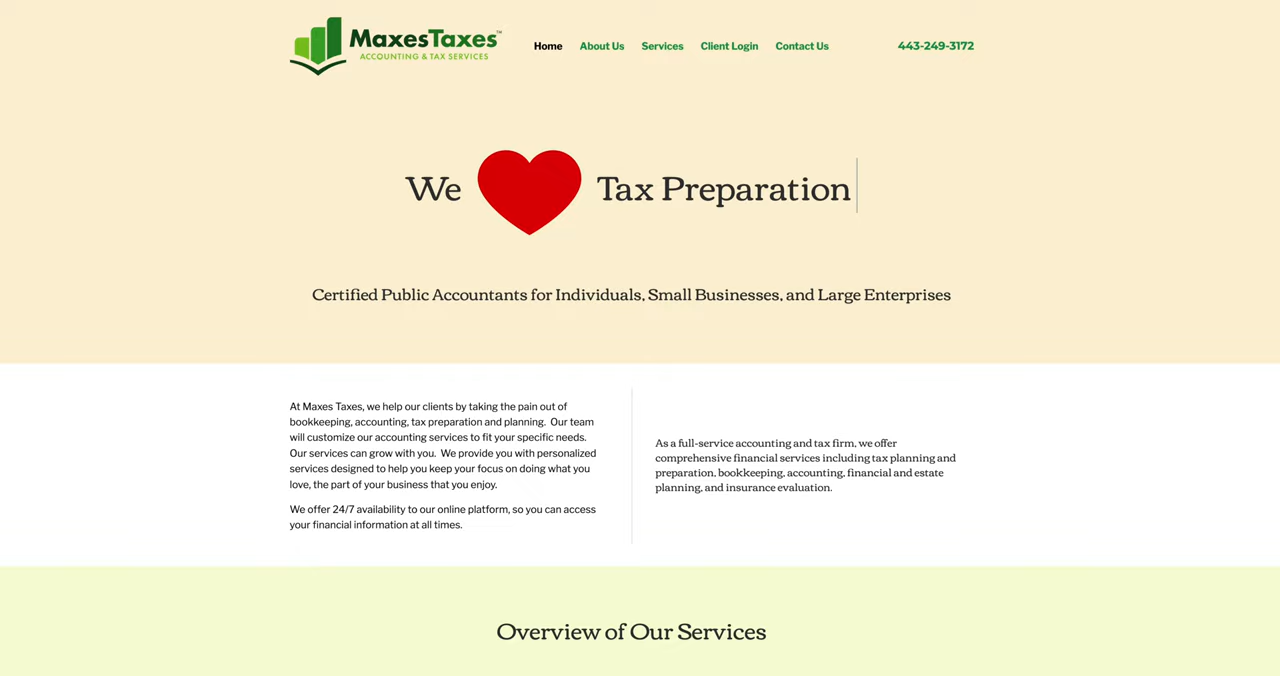 MaxesTaxes™
ACCOUNTING & TAX SERVICES
Home About Us Services Client Login Contact Us
443-249-3172
We Tax Preparation
Certified Public Accountants for Individuals, Small Businesses, and Large Enterprises
At Maxes Taxes, we help our clients by taking the pain out of
bookkeeping, accounting, tax preparation and planning. Our team
will customize our accounting services to fit your specific needs.
Our services can grow with you. We provide you with personalized
services designed to help you keep your focus on doing what you
love, the part of your business that you enjoy.
We offer 24/7 availability to our online platform, so you can access
your financial information at all times.
As a full-service accounting and tax firm, we offer
comprehensive financial services including tax planning and
preparation, bookkeeping, accounting, financial and estate
planning, and insurance evaluation.
Overview of Our Services